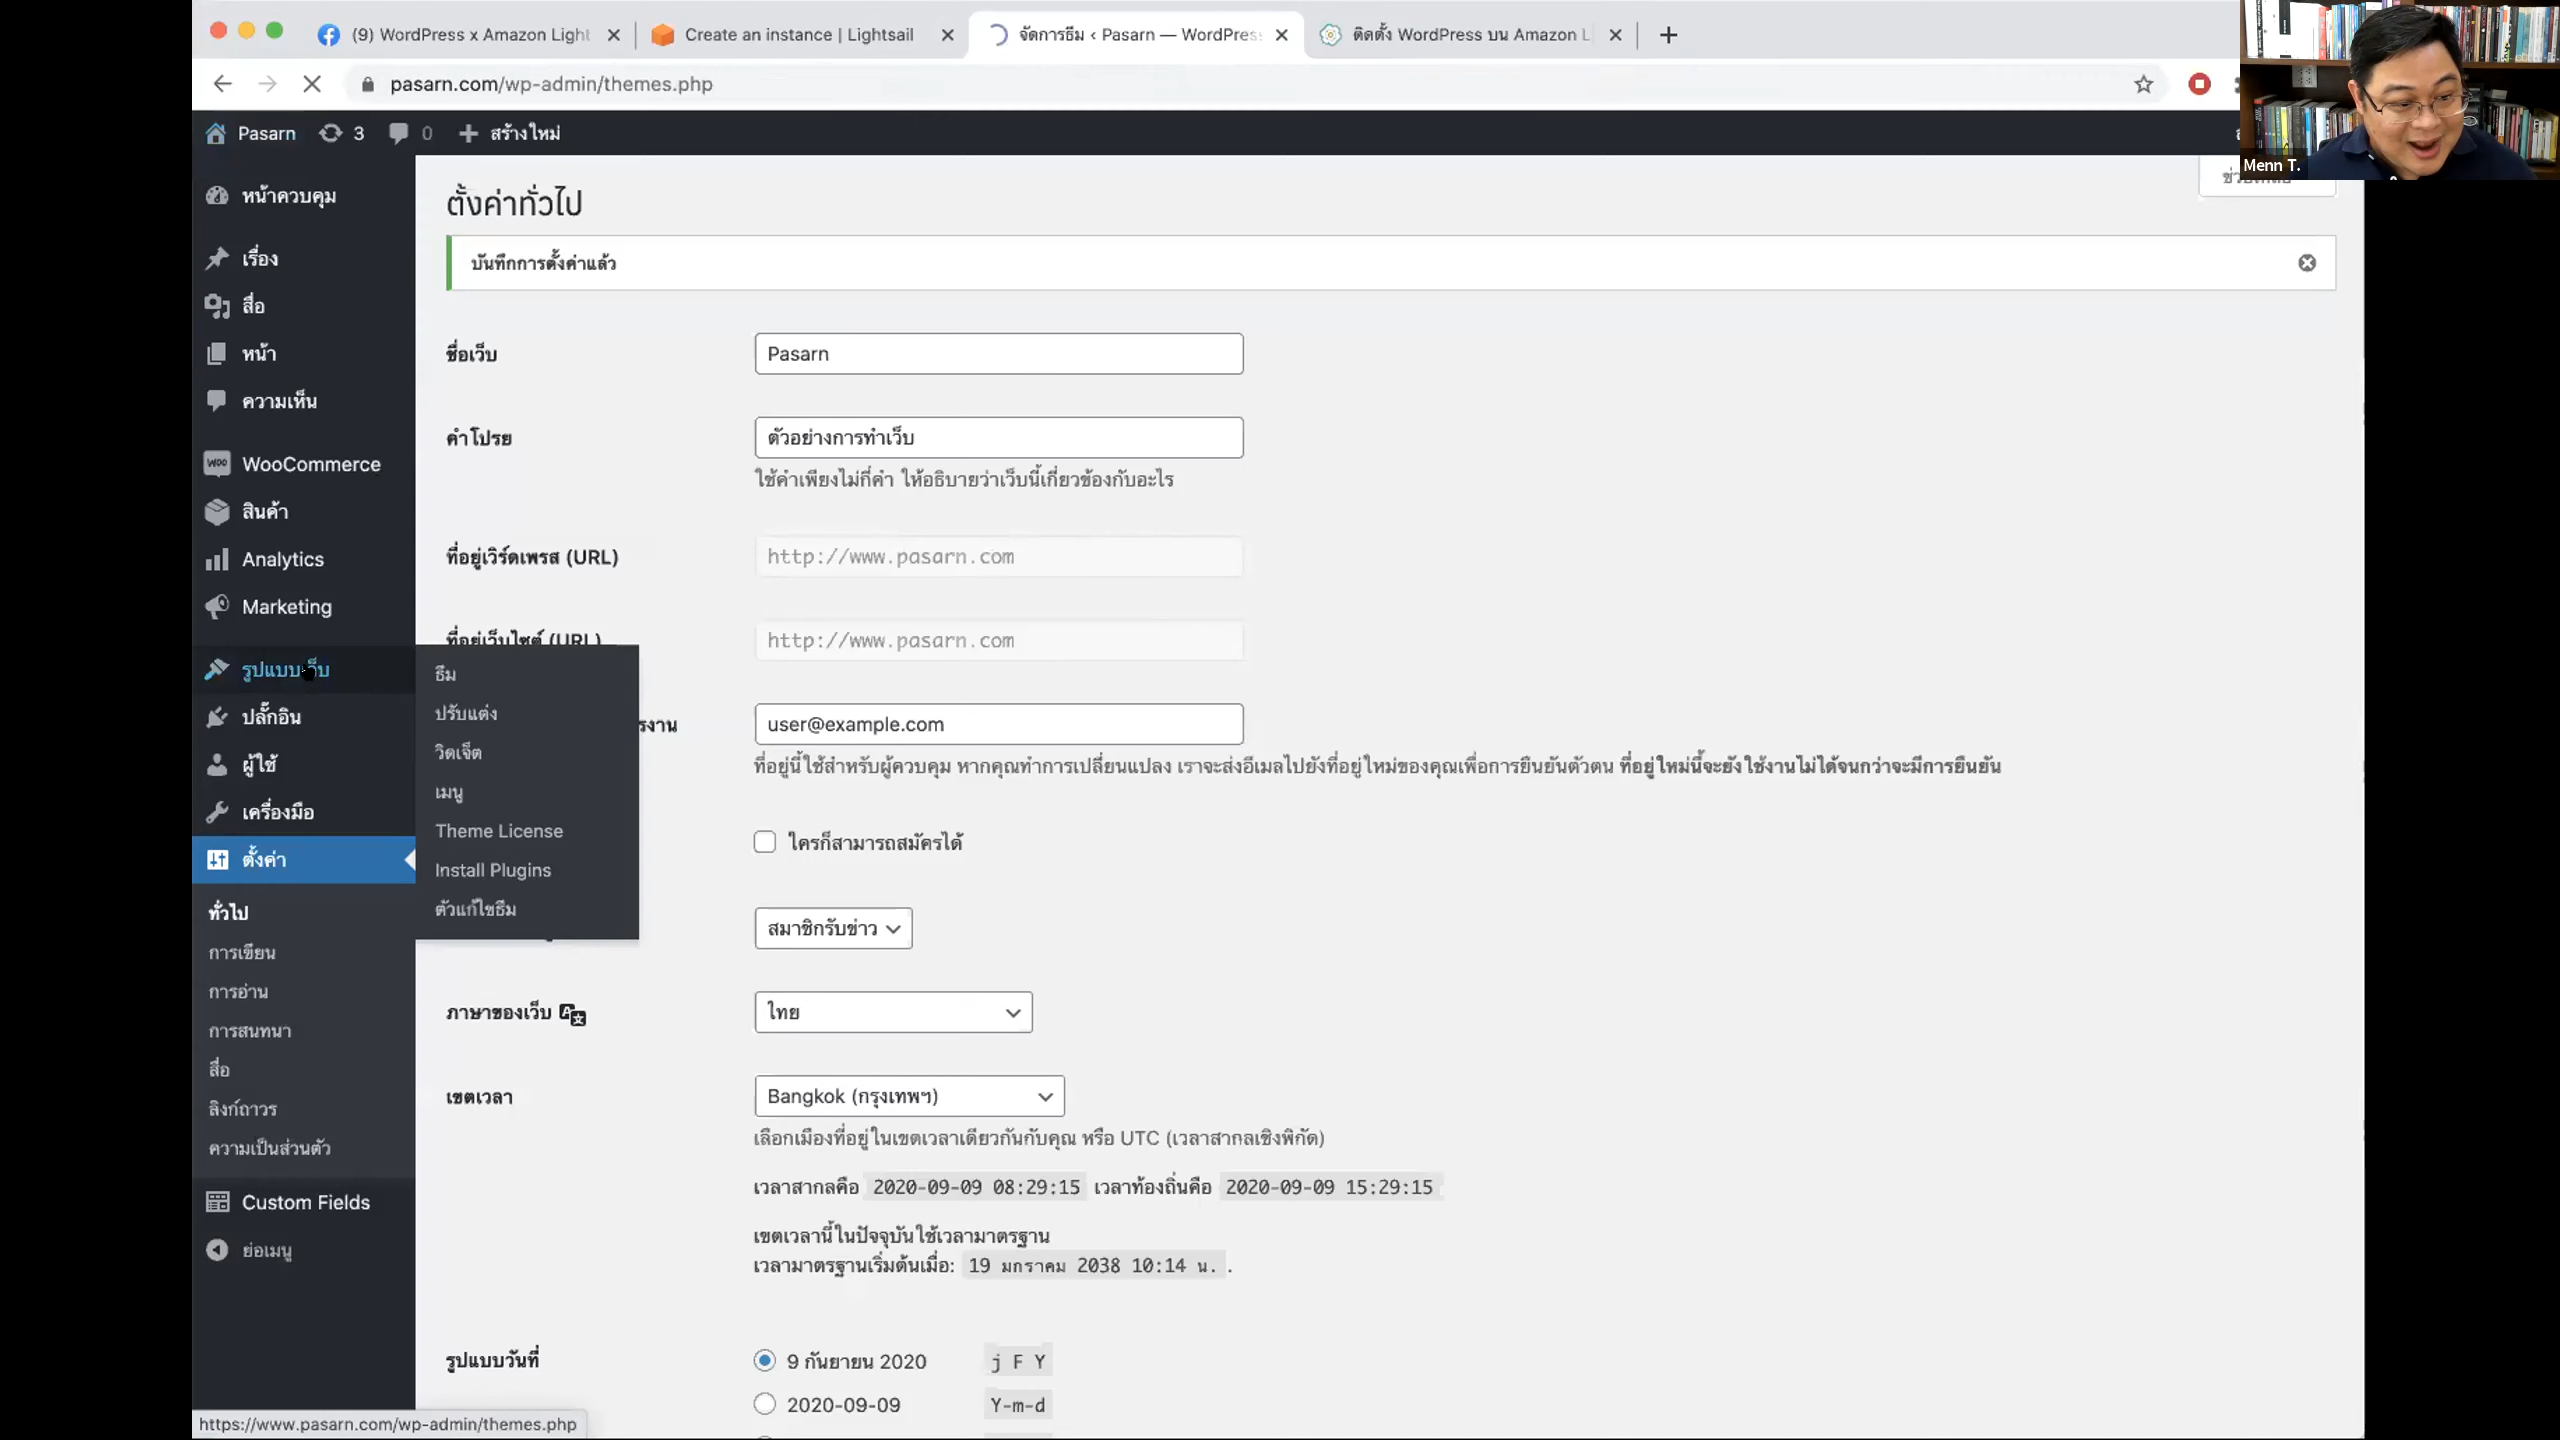 (9) WordPress x Amazon Light
Create an instance | Lightsail
จัดการธีม ‹ Pasarn — WordPress
ติดตั้ง WordPress บน Amazon L
pasarn.com/wp-admin/themes.php
Menn T.
Pasarn 3 0 สร้างใหม่
หน้าควบคุม
เรื่อง
สื่อ
หน้า
ความเห็น
WooCommerce
สินค้า
Analytics
Marketing
รูปแบบเว็บ
ปลั๊กอิน
ผู้ใช้
เครื่องมือ
ตั้งค่า
ทั่วไป
การเขียน
การอ่าน
การสนทนา
สื่อ
ลิงก์ถาวร
ความเป็นส่วนตัว
Custom Fields
ย่อเมนู
ธีม
ปรับแต่ง
วิดเจ็ต
เมนู
Theme License
Install Plugins
ตัวแก้ไขธีม
ตั้งค่าทั่วไป
บันทึกการตั้งค่าแล้ว
ชื่อเว็บ Pasarn
คำโปรย ตัวอย่างการทำเว็บ
ใช้คำเพียงไม่กี่คำ ให้อธิบายว่าเว็บนี้เกี่ยวข้องกับอะไร
ที่อยู่เวิร์ดเพรส (URL) http://www.pasarn.com
ที่อยู่เว็บไซต์ (URL) http://www.pasarn.com
รงาน user@example.com
ที่อยู่นี้ใช้สำหรับผู้ควบคุม หากคุณทำการเปลี่ยนแปลง เราจะส่งอีเมลไปยังที่อยู่ใหม่ของคุณเพื่อการยืนยันตัวตน ที่อยู่ใหม่นี้จะยังใช้งานไม่ได้จนกว่าจะมีการยืนยัน
ใครก็สามารถสมัครได้
สมาชิกรับข่าว
ภาษาของเว็บ ไทย
เขตเวลา Bangkok (กรุงเทพฯ)
เลือกเมืองที่อยู่ในเขตเวลาเดียวกันกับคุณ หรือ UTC (เวลาสากลเชิงพิกัด)
เวลาสากลคือ 2020-09-09 08:29:15 เวลาท้องถิ่นคือ 2020-09-09 15:29:15
เขตเวลานี้ในปัจจุบันใช้เวลามาตรฐาน
เวลามาตรฐานเริ่มต้นเมื่อ: 19 มกราคม 2038 10:14 น. .
รูปแบบวันที่ 9 กันยายน 2020 j F Y
2020-09-09 Y-m-d
https://www.pasarn.com/wp-admin/themes.php